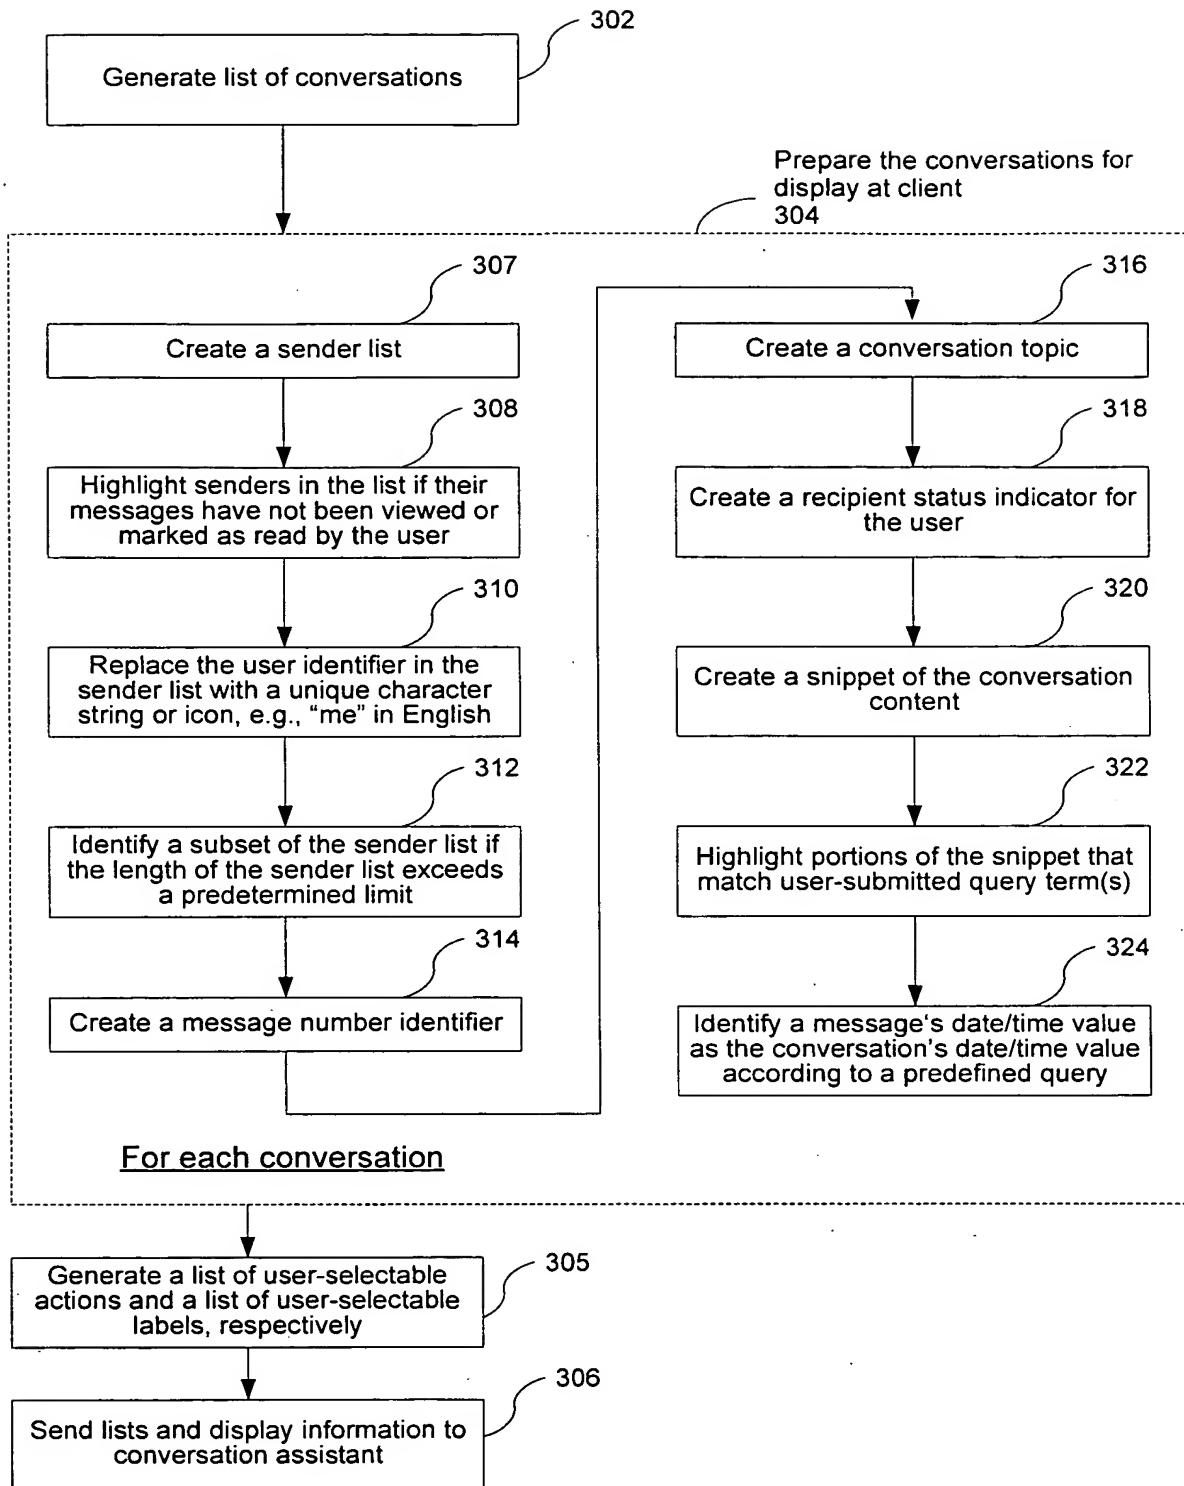 302
Generate list of conversations
Prepare the conversations for
display at client
304
307
Create a sender list
308
Highlight senders in the list if their
messages have not been viewed or
marked as read by the user
310
Replace the user identifier in the
sender list with a unique character
string or icon, e.g., “me” in English
312
Identify a subset of the sender list if
the length of the sender list exceeds
a predetermined limit
314
Create a message number identifier
316
Create a conversation topic
318
Create a recipient status indicator for
the user
320
Create a snippet of the conversation
content
322
Highlight portions of the snippet that
match user-submitted query term(s)
324
Identify a message‘s date/time value
as the conversation’s date/time value
according to a predefined query
For each conversation
305
Generate a list of user-selectable
actions and a list of user-selectable
labels, respectively
306
Send lists and display information to
conversation assistant